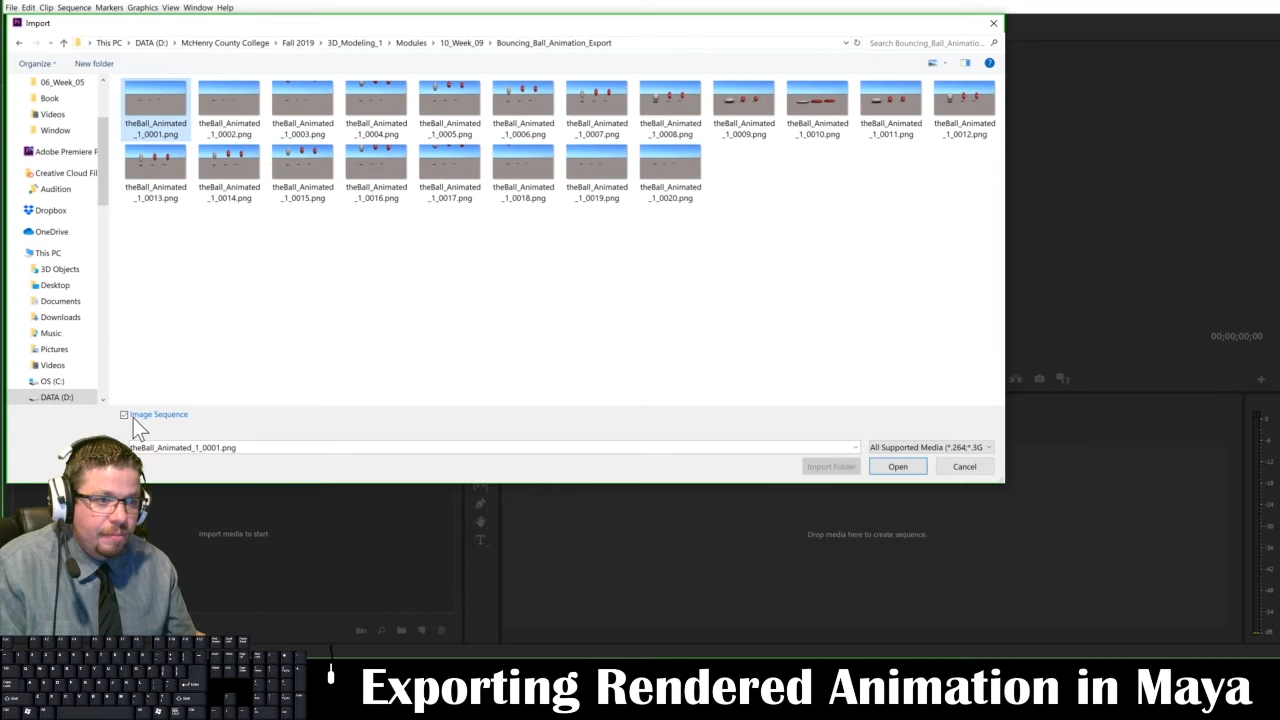 File Edit Clip Sequence Markers Graphics View Window Help
Import
This PC > DATA (D:) > McHenry County College > Fall 2019 > 3D_Modeling_1 > Modules > 10_Week_09 > Bouncing_Ball_Animation_Export
Search Bouncing_Ball_Animatio...
Organize
New folder
06_Week_05
Book
Videos
Window
Adobe Premiere P
Creative Cloud Fil
Audition
Dropbox
OneDrive
This PC
3D Objects
Desktop
Documents
Downloads
Music
Pictures
Videos
OS (C:)
DATA (D:)
theBall_Animated_1_0001.png
theBall_Animated_1_0002.png
theBall_Animated_1_0003.png
theBall_Animated_1_0004.png
theBall_Animated_1_0005.png
theBall_Animated_1_0006.png
theBall_Animated_1_0007.png
theBall_Animated_1_0008.png
theBall_Animated_1_0009.png
theBall_Animated_1_0010.png
theBall_Animated_1_0011.png
theBall_Animated_1_0012.png
theBall_Animated_1_0013.png
theBall_Animated_1_0014.png
theBall_Animated_1_0015.png
theBall_Animated_1_0016.png
theBall_Animated_1_0017.png
theBall_Animated_1_0018.png
theBall_Animated_1_0019.png
theBall_Animated_1_0020.png
00;00;00;00
Image Sequence
theBall_Animated_1_0001.png
All Supported Media (*.264;*.3G
Import Folder
Open
Cancel
Import media to start
Drop media here to create sequence.
Exporting Rendered Animation in Maya